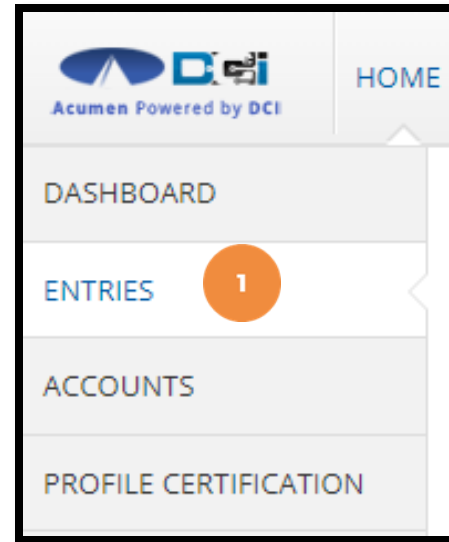 Dci
HOME
Acumen Powered by DCI
DASHBOARD
ENTRIES 1
ACCOUNTS
PROFILE CERTIFICATION